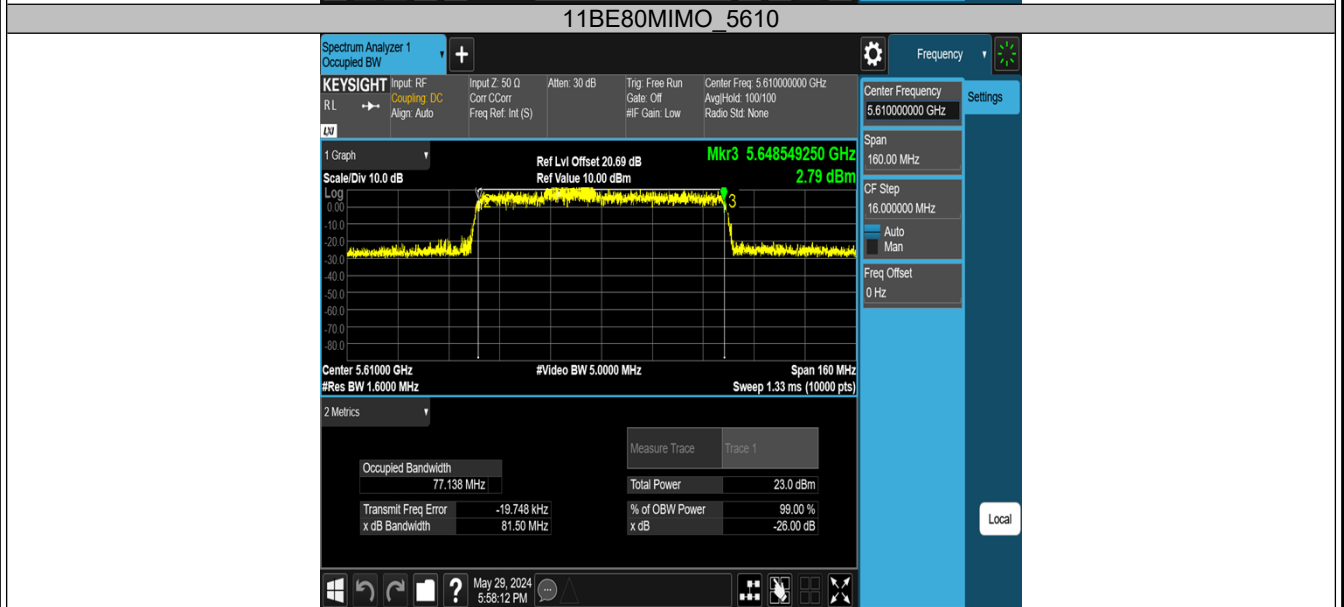 11BE80MIMO_5610
Spectrum Analyzer 1
Occupied BW
+
Frequency
KEYSIGHT
Input: RF
Coupling: DC
Align: Auto
Input Z: 50 Ω
Corr CCorr
Freq Ref: Int (S)
Atten: 30 dB
Trig: Free Run
Gate: Off
#IF Gain: Low
Center Freq: 5.610000000 GHz
Avg|Hold: 100/100
Radio Std: None
RL
LXI
Center Frequency
5.610000000 GHz
Settings
Span
160.00 MHz
CF Step
16.000000 MHz
Auto
Man
Freq Offset
0 Hz
Local
1 Graph
Scale/Div 10.0 dB
Ref Lvl Offset 20.69 dB
Ref Value 10.00 dBm
Mkr3 5.648549250 GHz
2.79 dBm
Log
0.00
-10.0
-20.0
-30.0
-40.0
-50.0
-60.0
-70.0
-80.0
2
3
Center 5.61000 GHz
#Video BW 5.0000 MHz
Span 160 MHz
#Res BW 1.6000 MHz
Sweep 1.33 ms (10000 pts)
2 Metrics
Measure Trace
Trace 1
Occupied Bandwidth
77.138 MHz
Total Power
23.0 dBm
Transmit Freq Error
-19.748 kHz
% of OBW Power
99.00 %
x dB Bandwidth
81.50 MHz
x dB
-26.00 dB
?
May 29, 2024
5:58:12 PM